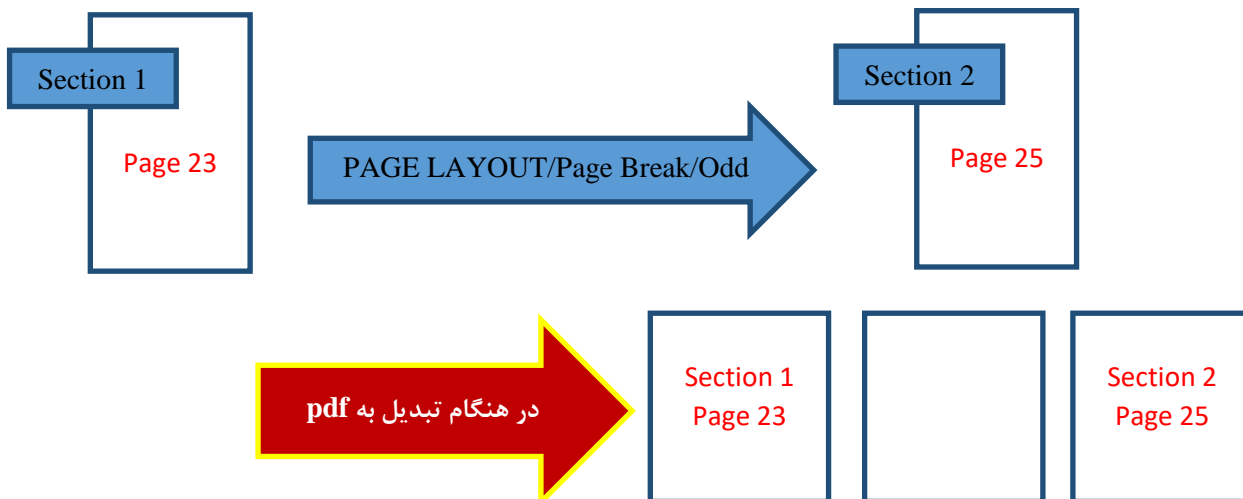 Section 1
Page 23
PAGE LAYOUT/Page Break/Odd
Section 2
Page 25
در هنگام تبدیل به pdf
Section 1
Page 23
Section 2
Page 25